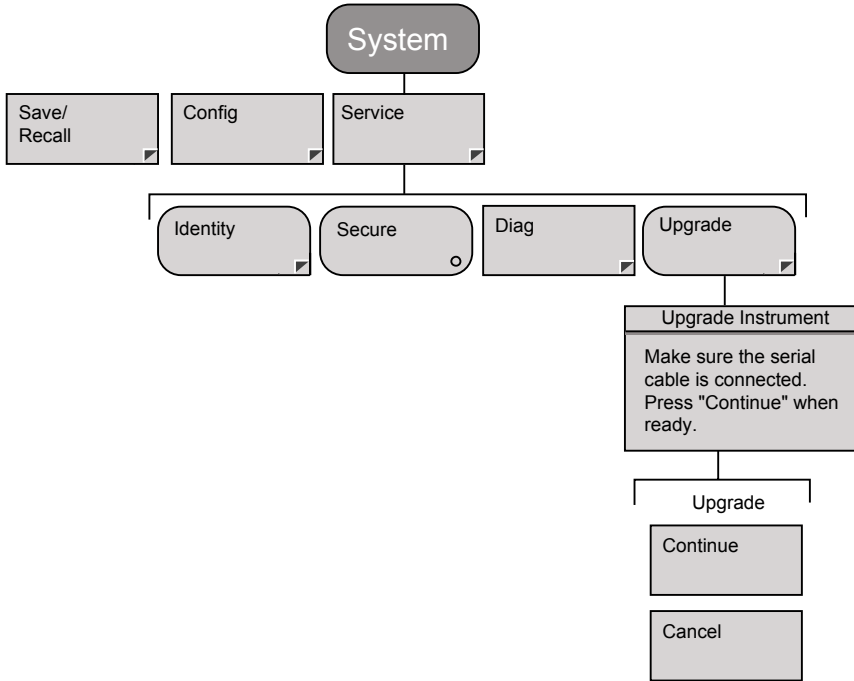 System
Save/
Recall
Config
Service
Identity
Secure
Diag
Upgrade
Upgrade Instrument
Make sure the serial
cable is connected.
Press "Continue" when
ready.
Upgrade
Continue
Cancel